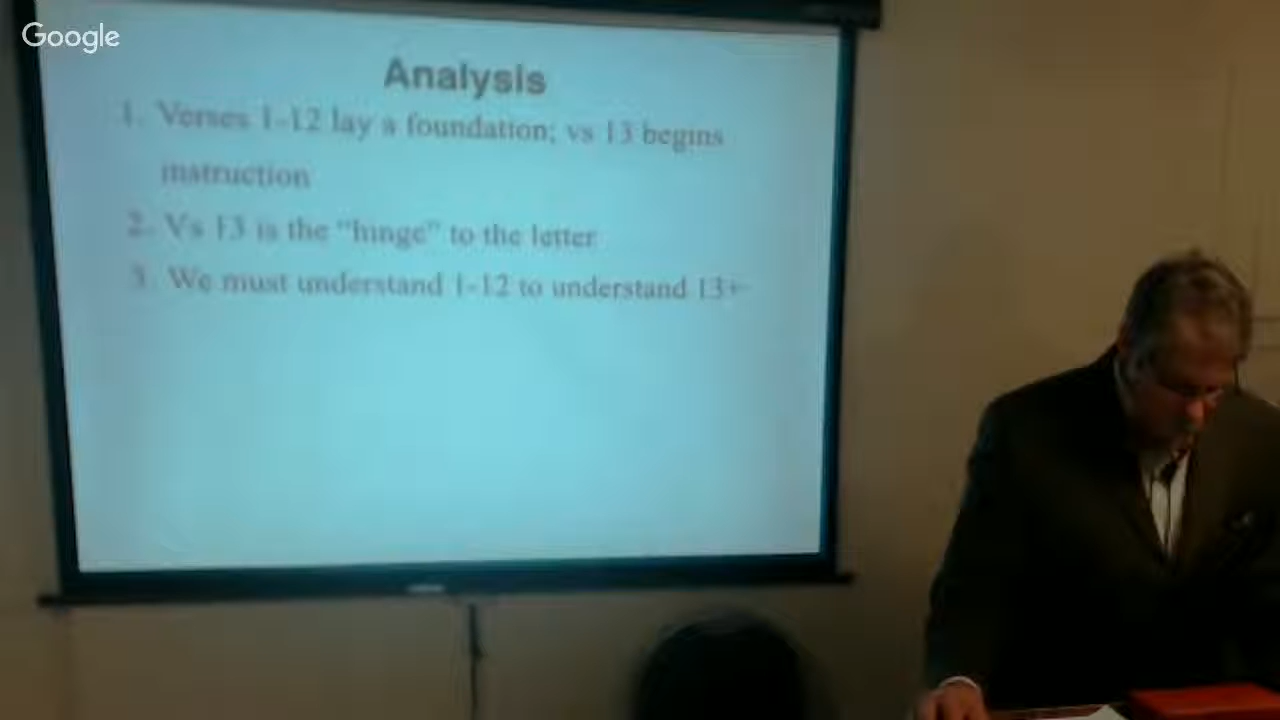 Google
Analysis
1. Verses 1-12 lay a foundation; vs 13 begins
instruction
2. Vs 13 is the “hinge” to the letter
3. We must understand 1-12 to understand 13+